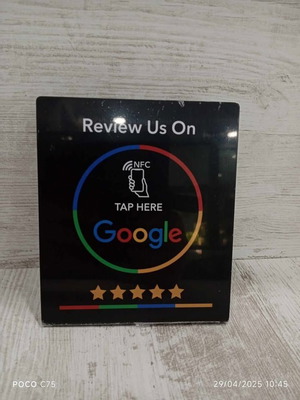 Review Us On
NFC
TAP HERE
Google
POCO C75
29/04/2025 10:45